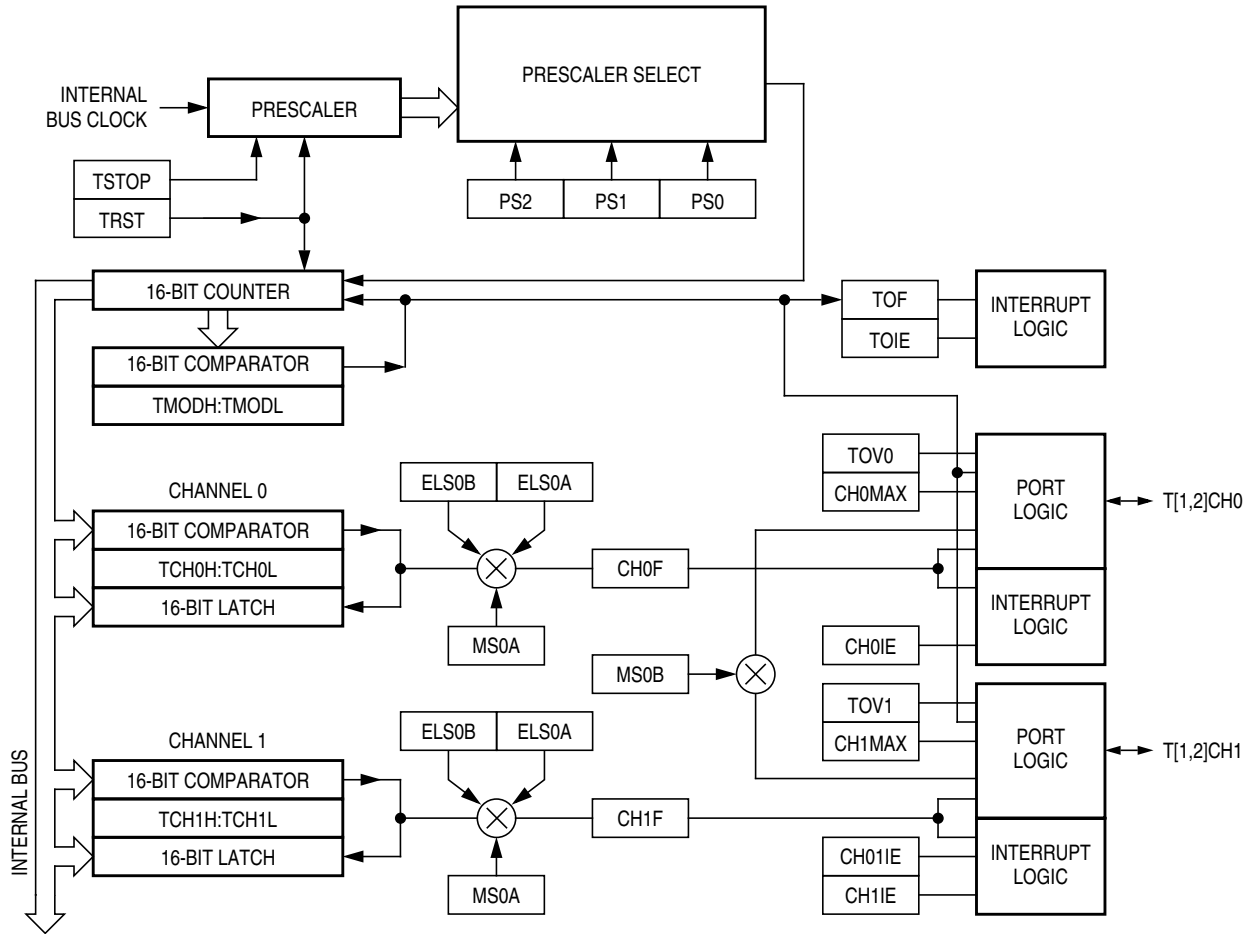 PRESCALER SELECT
INTERNAL
BUS CLOCK
PRESCALER
TSTOP
TRST
PS2
PS1
PS0
16-BIT COUNTER
16-BIT COMPARATOR
TMODH:TMODL
TOF
TOIE
INTERRUPT
LOGIC
CHANNEL 0
16-BIT COMPARATOR
TCH0H:TCH0L
16-BIT LATCH
ELS0B
ELS0A
MS0A
CH0F
TOV0
CH0MAX
PORT
LOGIC
T[1,2]CH0
INTERRUPT
LOGIC
CH0IE
MS0B
CHANNEL 1
16-BIT COMPARATOR
TCH1H:TCH1L
16-BIT LATCH
ELS0B
ELS0A
MS0A
CH1F
TOV1
CH1MAX
PORT
LOGIC
T[1,2]CH1
INTERRUPT
LOGIC
CH01IE
CH1IE
INTERNAL BUS